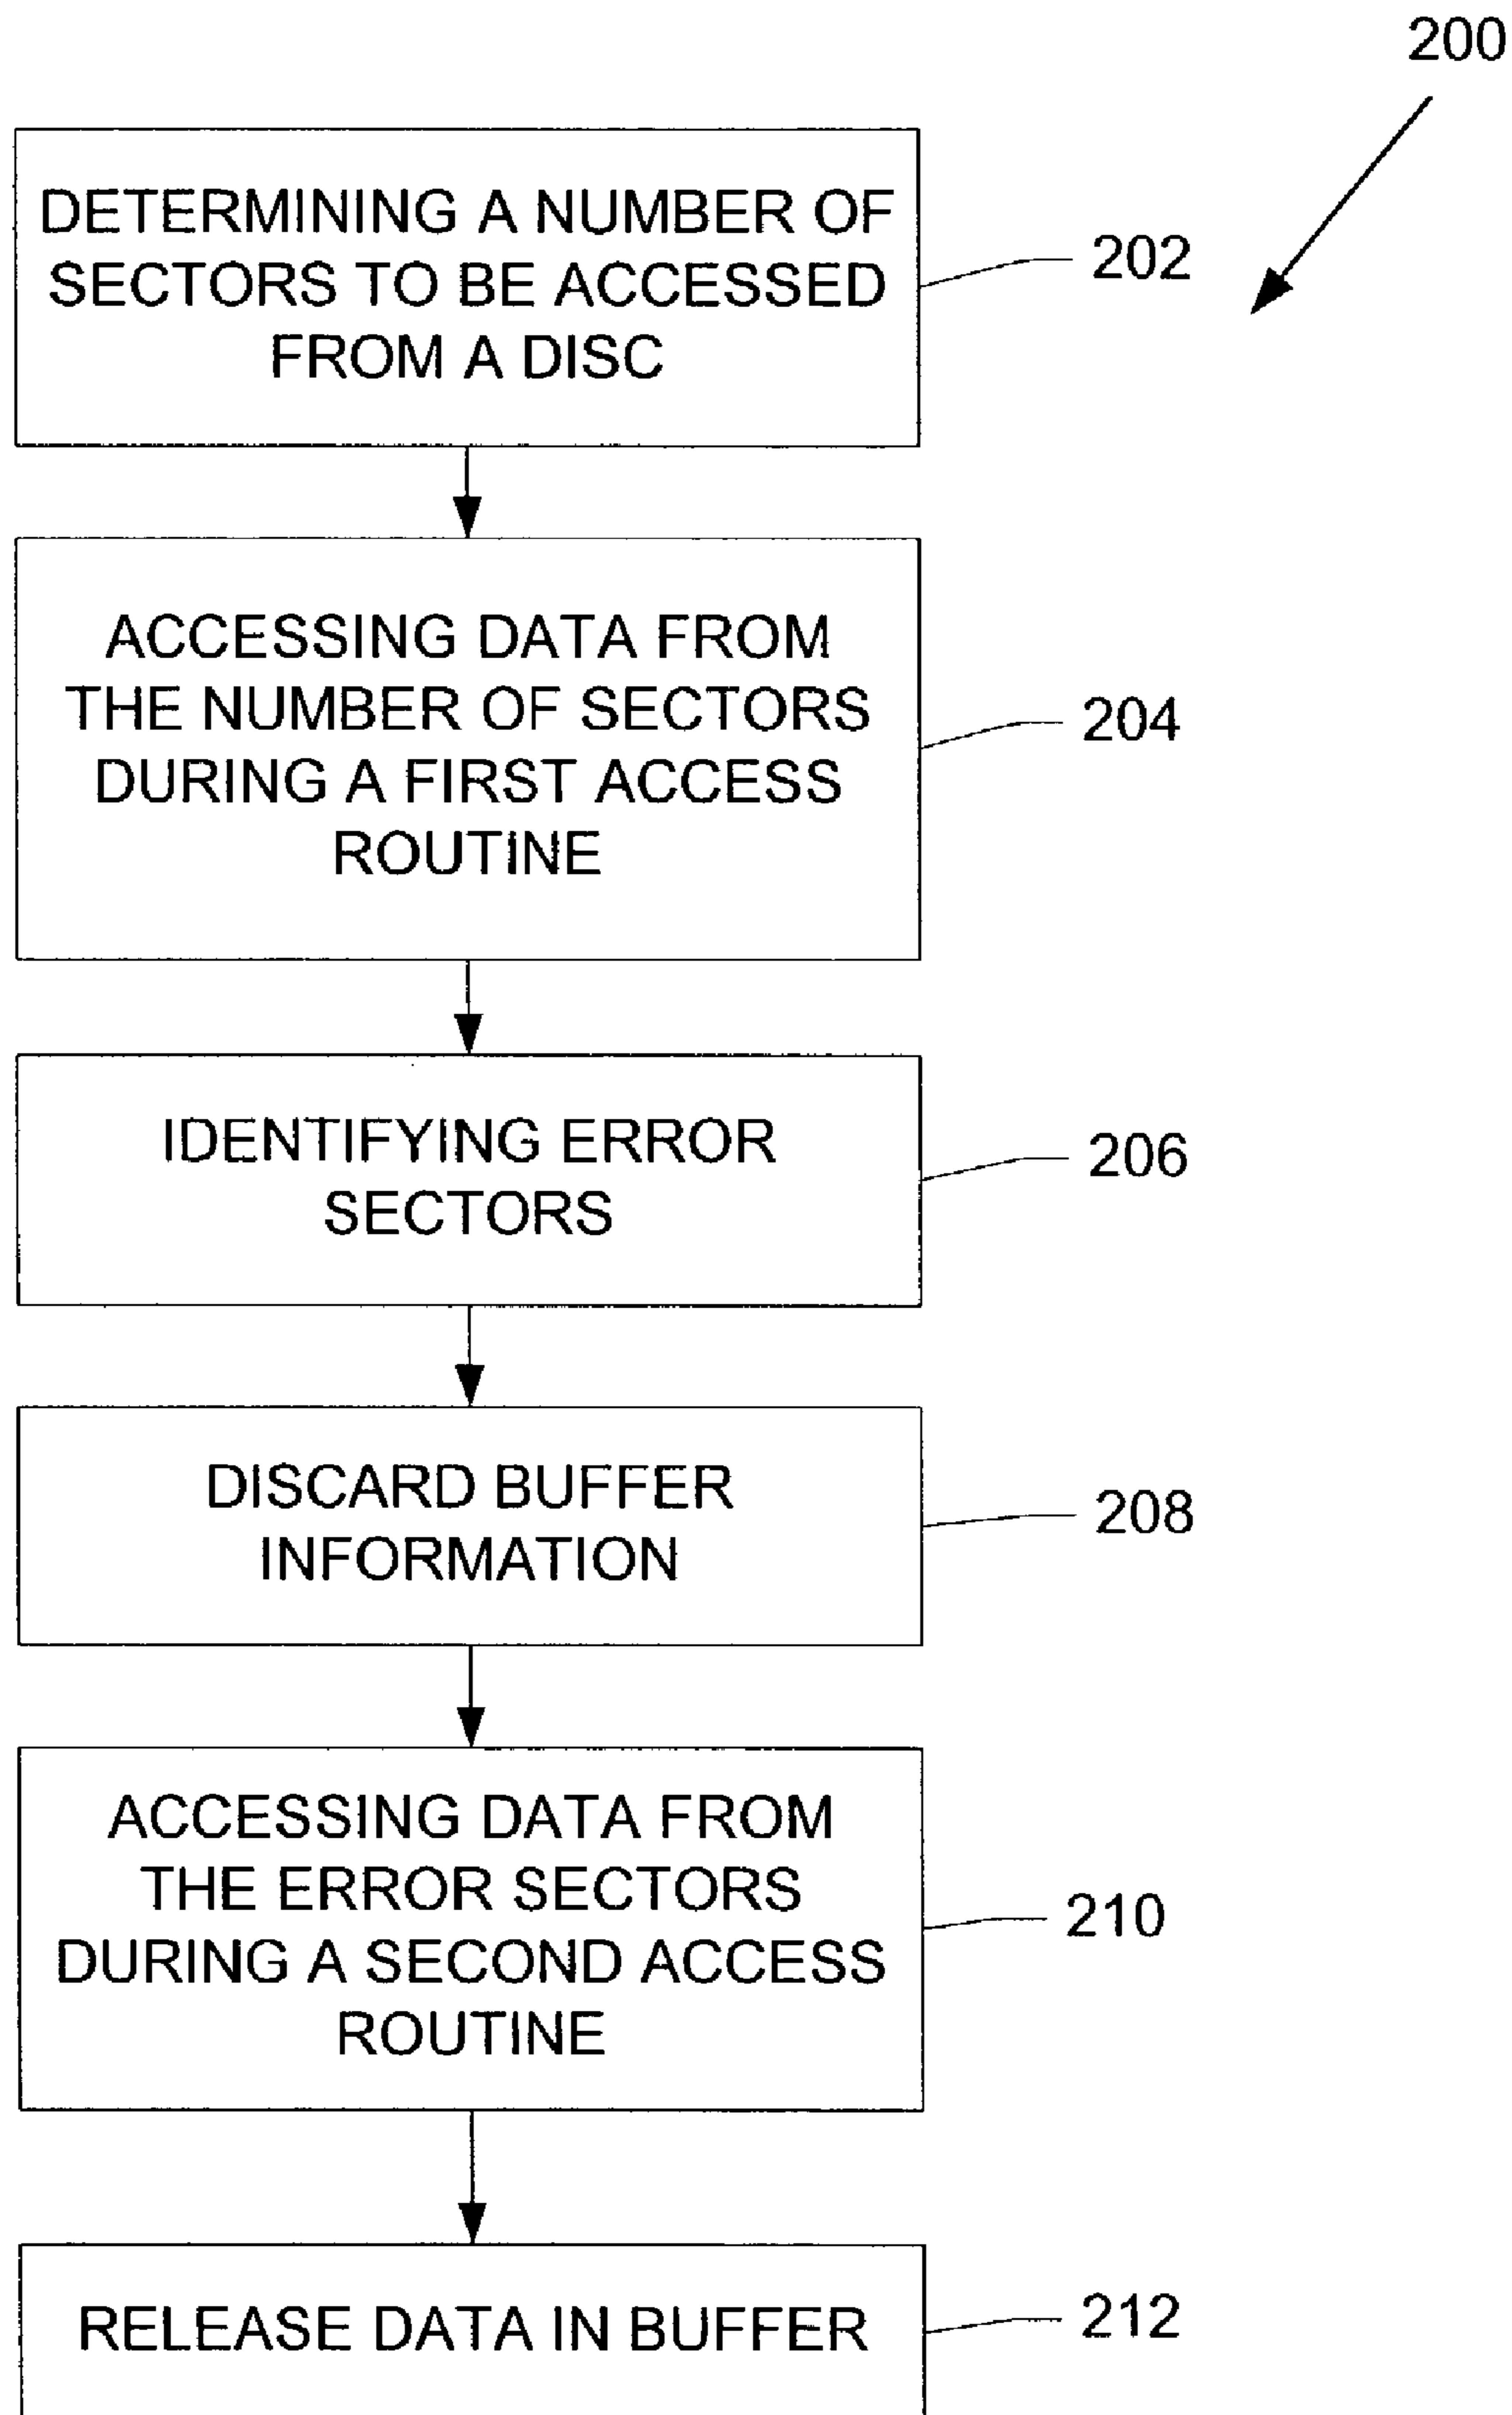 200
DETERMINING A NUMBER OF
SECTORS TO BE ACCESSED
FROM A DISC
202
ACCESSING DATA FROM
THE NUMBER OF SECTORS
DURING A FIRST ACCESS
ROUTINE
204
IDENTIFYING ERROR
SECTORS
206
DISCARD BUFFER
INFORMATION
208
ACCESSING DATA FROM
THE ERROR SECTORS
DURING A SECOND ACCESS
ROUTINE
210
RELEASE DATA IN BUFFER
212